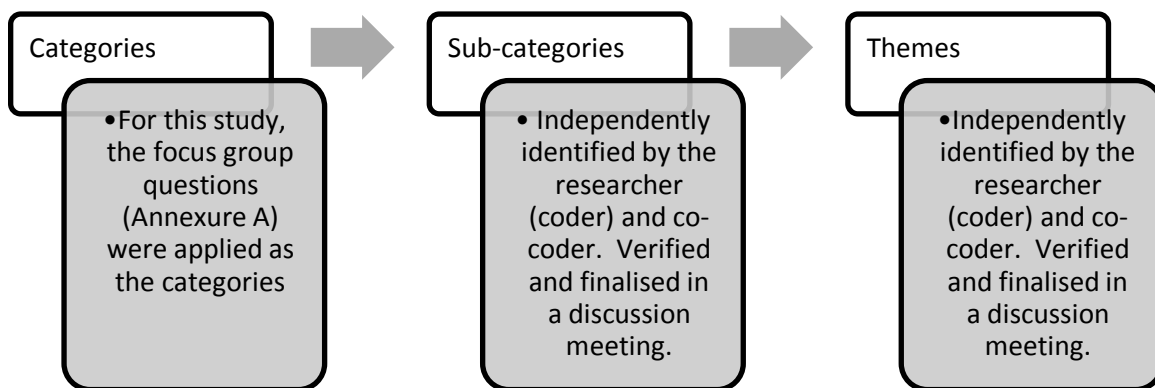 Categories
•For this study,
the focus group
questions
(Annexure A)
were applied as
the categories
Sub-categories
• Independently
identified by the
researcher
(coder) and co-
coder.  Verified
and finalised in
a discussion
meeting.
Themes
•Independently
identified by the
researcher
(coder) and co-
coder.  Verified
and finalised in
a discussion
meeting.